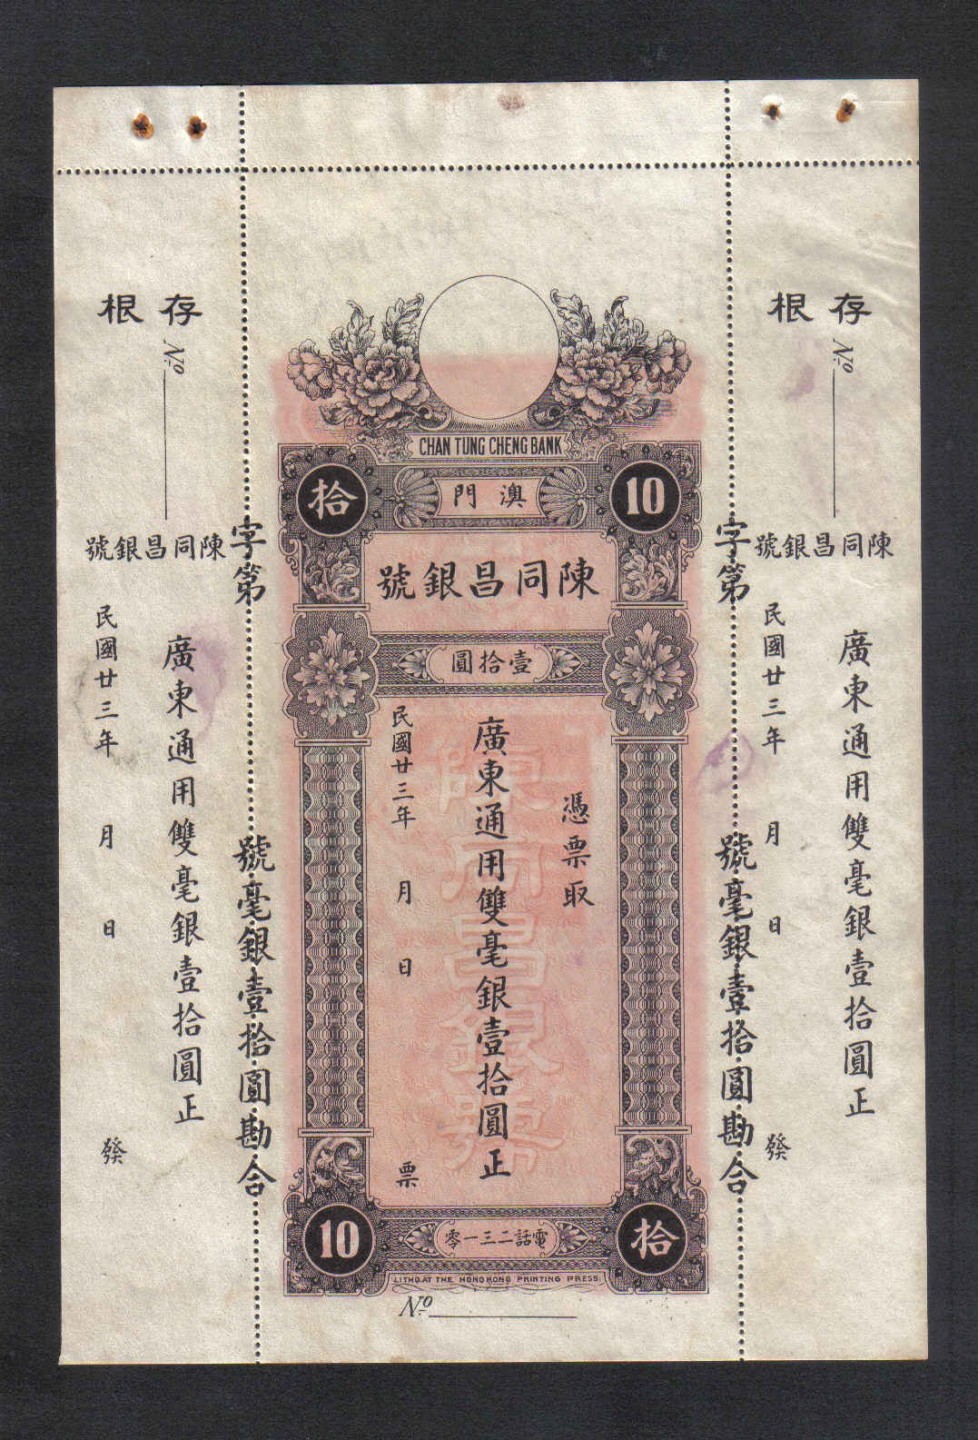 存根
No
陳同昌銀號
廣東通用雙毫銀壹拾圓正
民國廿三年 月 日 發
字第 號毫銀壹拾圓勘合
CHAN TUNG CHENG BANK
拾
澳門
10
陳同昌銀號
壹拾圓
憑票取
廣東通用雙毫銀壹拾圓正
民國廿三年 月 日 票
陳同昌銀號
10
電話二三一零
拾
LITHO. AT THE HONGKONG PRINTING PRESS.
No
字第 號毫銀壹拾圓勘合
存根
No
陳同昌銀號
廣東通用雙毫銀壹拾圓正
民國廿三年 月 日 發